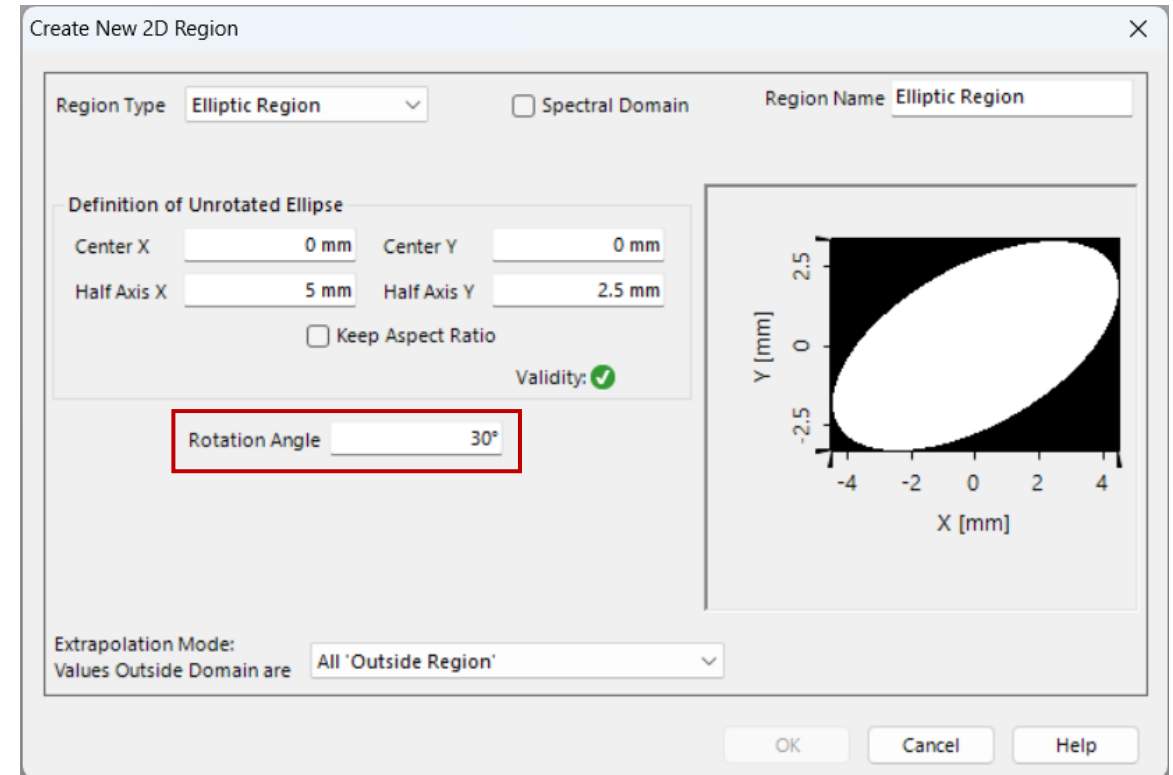 Create New 2D Region
Region Type Elliptic Region Spectral Domain Region Name Elliptic Region
Definition of Unrotated Ellipse
Center X 0 mm Center Y 0 mm
Half Axis X 5 mm Half Axis Y 2.5 mm
Keep Aspect Ratio
Validity:
Rotation Angle 30°
Y [mm]
2.5
0
-2.5
-4 -2 0 2 4
X [mm]
Extrapolation Mode:
Values Outside Domain are All 'Outside Region'
OK Cancel Help